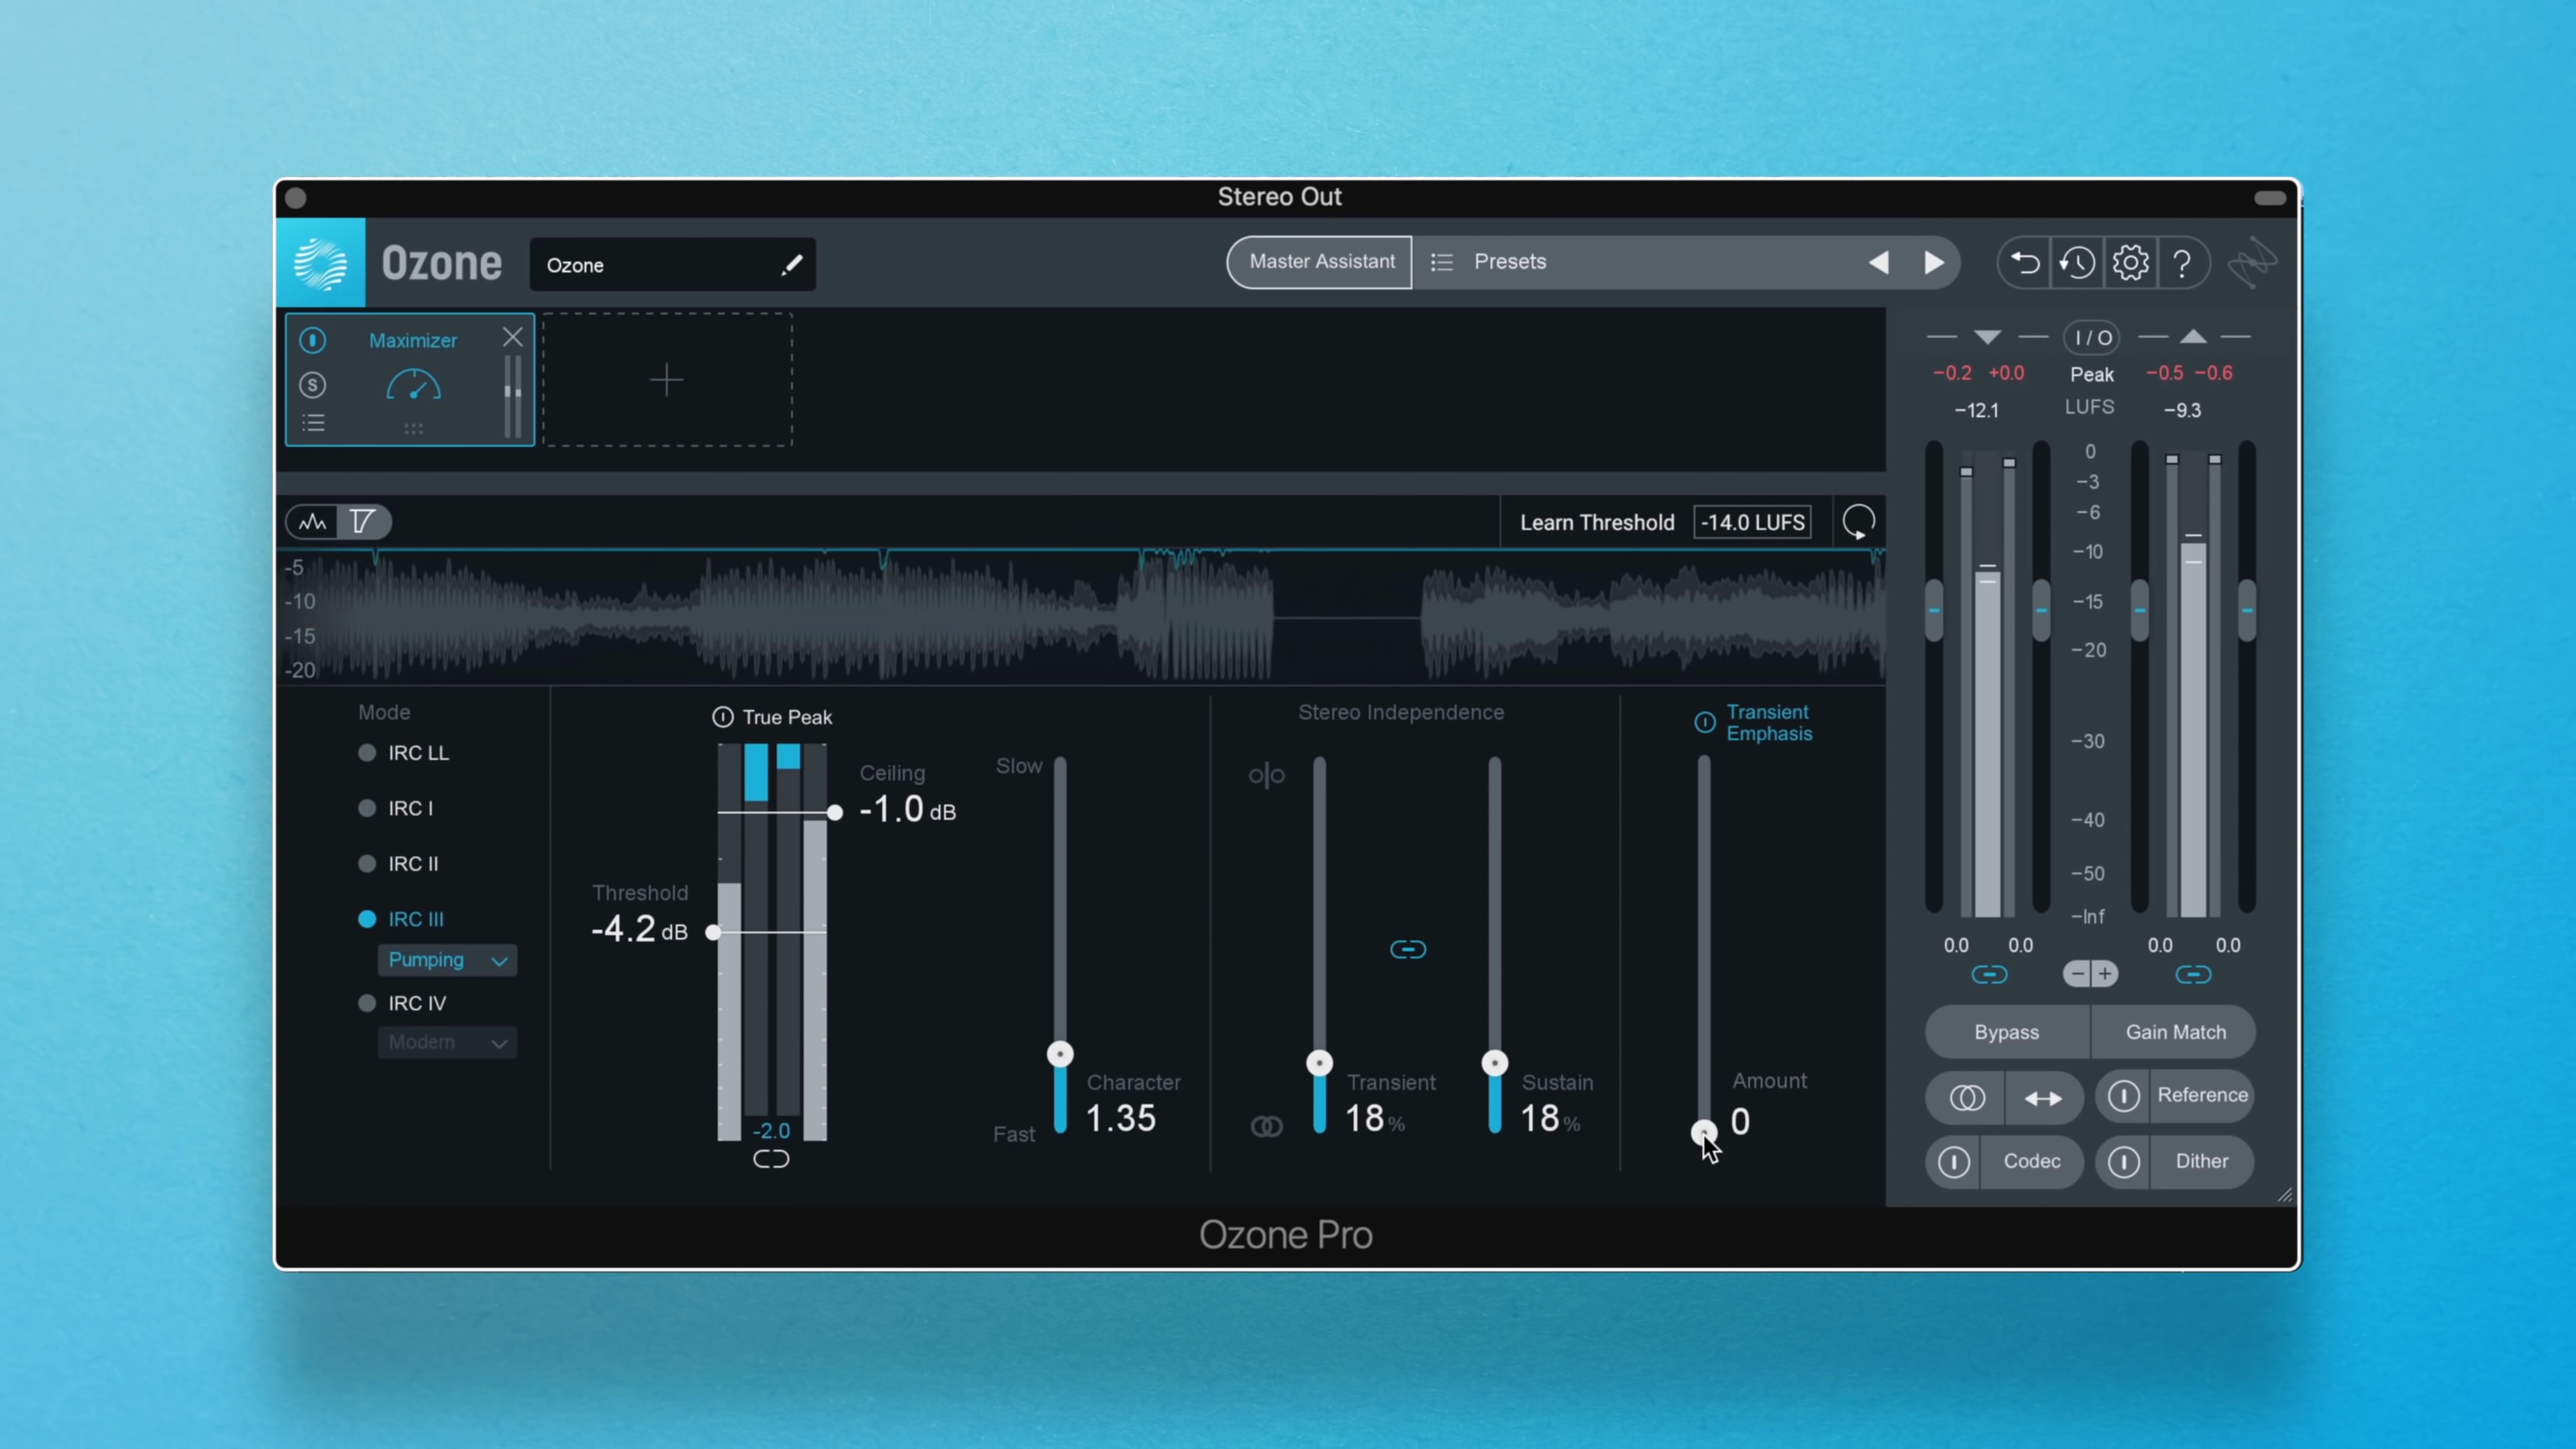 Stereo Out
Ozone
Ozone
Master Assistant
Presets
?
Maximizer
S
I / O
−0.2 +0.0 Peak −0.5 −0.6
−12.1 LUFS −9.3
0
−3
−6
−10
−15
−20
−30
−40
−50
−Inf
0.0 0.0 0.0 0.0
− +
Bypass
Gain Match
Reference
Codec
Dither
Learn Threshold -14.0 LUFS
-5
-10
-15
-20
Mode
IRC LL
IRC I
IRC II
IRC III
Pumping
IRC IV
Modern
True Peak
Ceiling
-1.0 dB
Threshold
-4.2 dB
-2.0
Slow
Fast
Character
1.35
Stereo Independence
Transient
18 %
Sustain
18 %
Transient
Emphasis
Amount
0
Ozone Pro